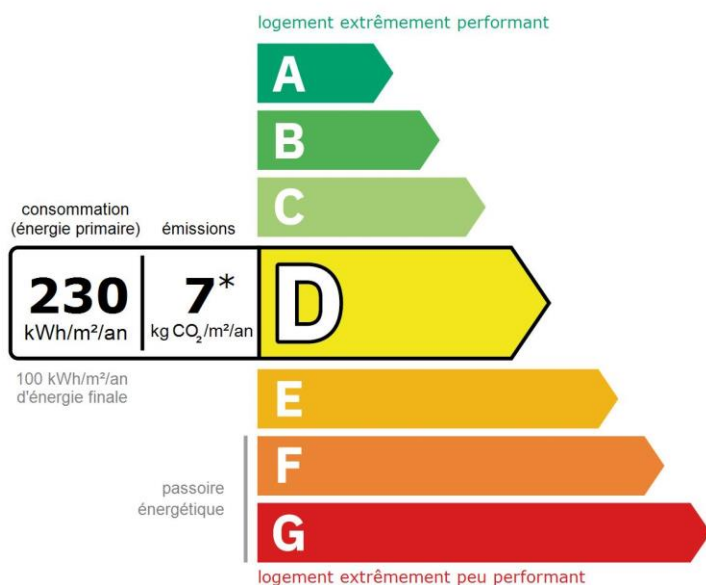 logement extrêmement performant
A
B
C
consommation
(énergie primaire)
émissions
230
kWh/m²/an
7*
kg CO₂/m²/an
D
100 kWh/m²/an
d'énergie finale
E
F
passoire
énergétique
G
logement extrêmement peu performant